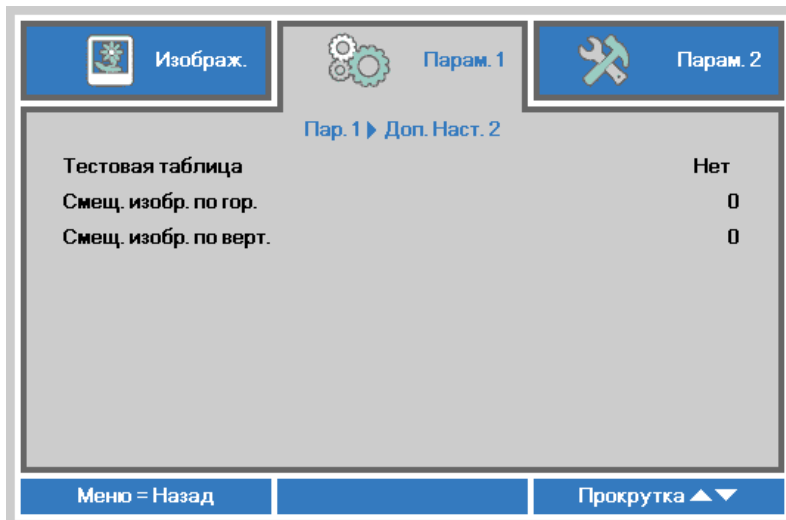 Изображ.
Парам. 1
Парам. 2
Пар. 1 ▶ Доп. Наст. 2
Тестовая таблица Нет
Смещ. изобр. по гор. 0
Смещ. изобр. по верт. 0
Меню = Назад
Прокрутка ▲▼